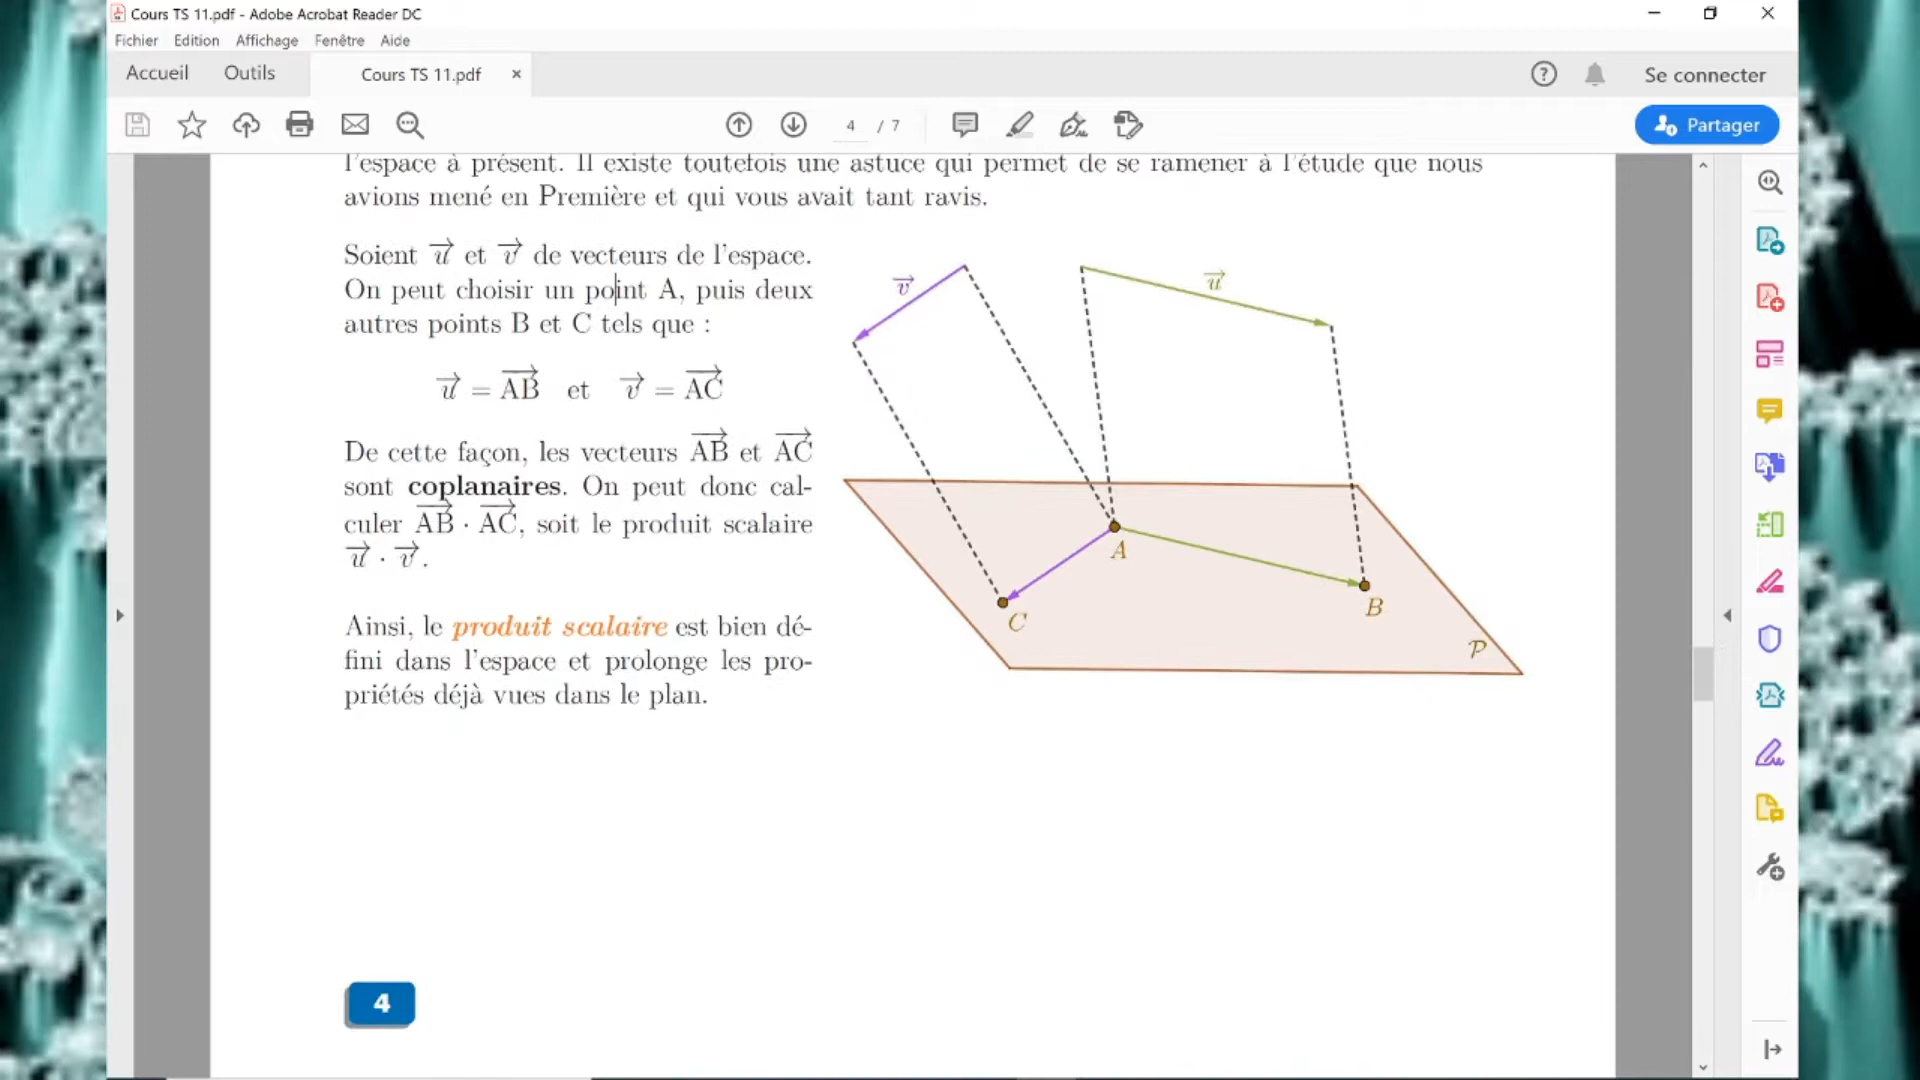 Cours TS 11.pdf - Adobe Acrobat Reader DC
Fichier Edition Affichage Fenêtre Aide
Accueil Outils Cours TS 11.pdf × Se connecter
4 / 7 Partager
l'espace à présent. Il existe toutefois une astuce qui permet de se ramener à l'étude que nous
avions mené en Première et qui vous avait tant ravis.
Soient u⃗ et v⃗ de vecteurs de l'espace.
On peut choisir un point A, puis deux
autres points B et C tels que :
u⃗ = AB⃗ et v⃗ = AC⃗
De cette façon, les vecteurs AB⃗ et AC⃗
sont coplanaires. On peut donc cal-
culer AB⃗ · AC⃗, soit le produit scalaire
u⃗ · v⃗.
Ainsi, le produit scalaire est bien dé-
fini dans l'espace et prolonge les pro-
priétés déjà vues dans le plan.
v⃗
u⃗
A
B
C
P
4